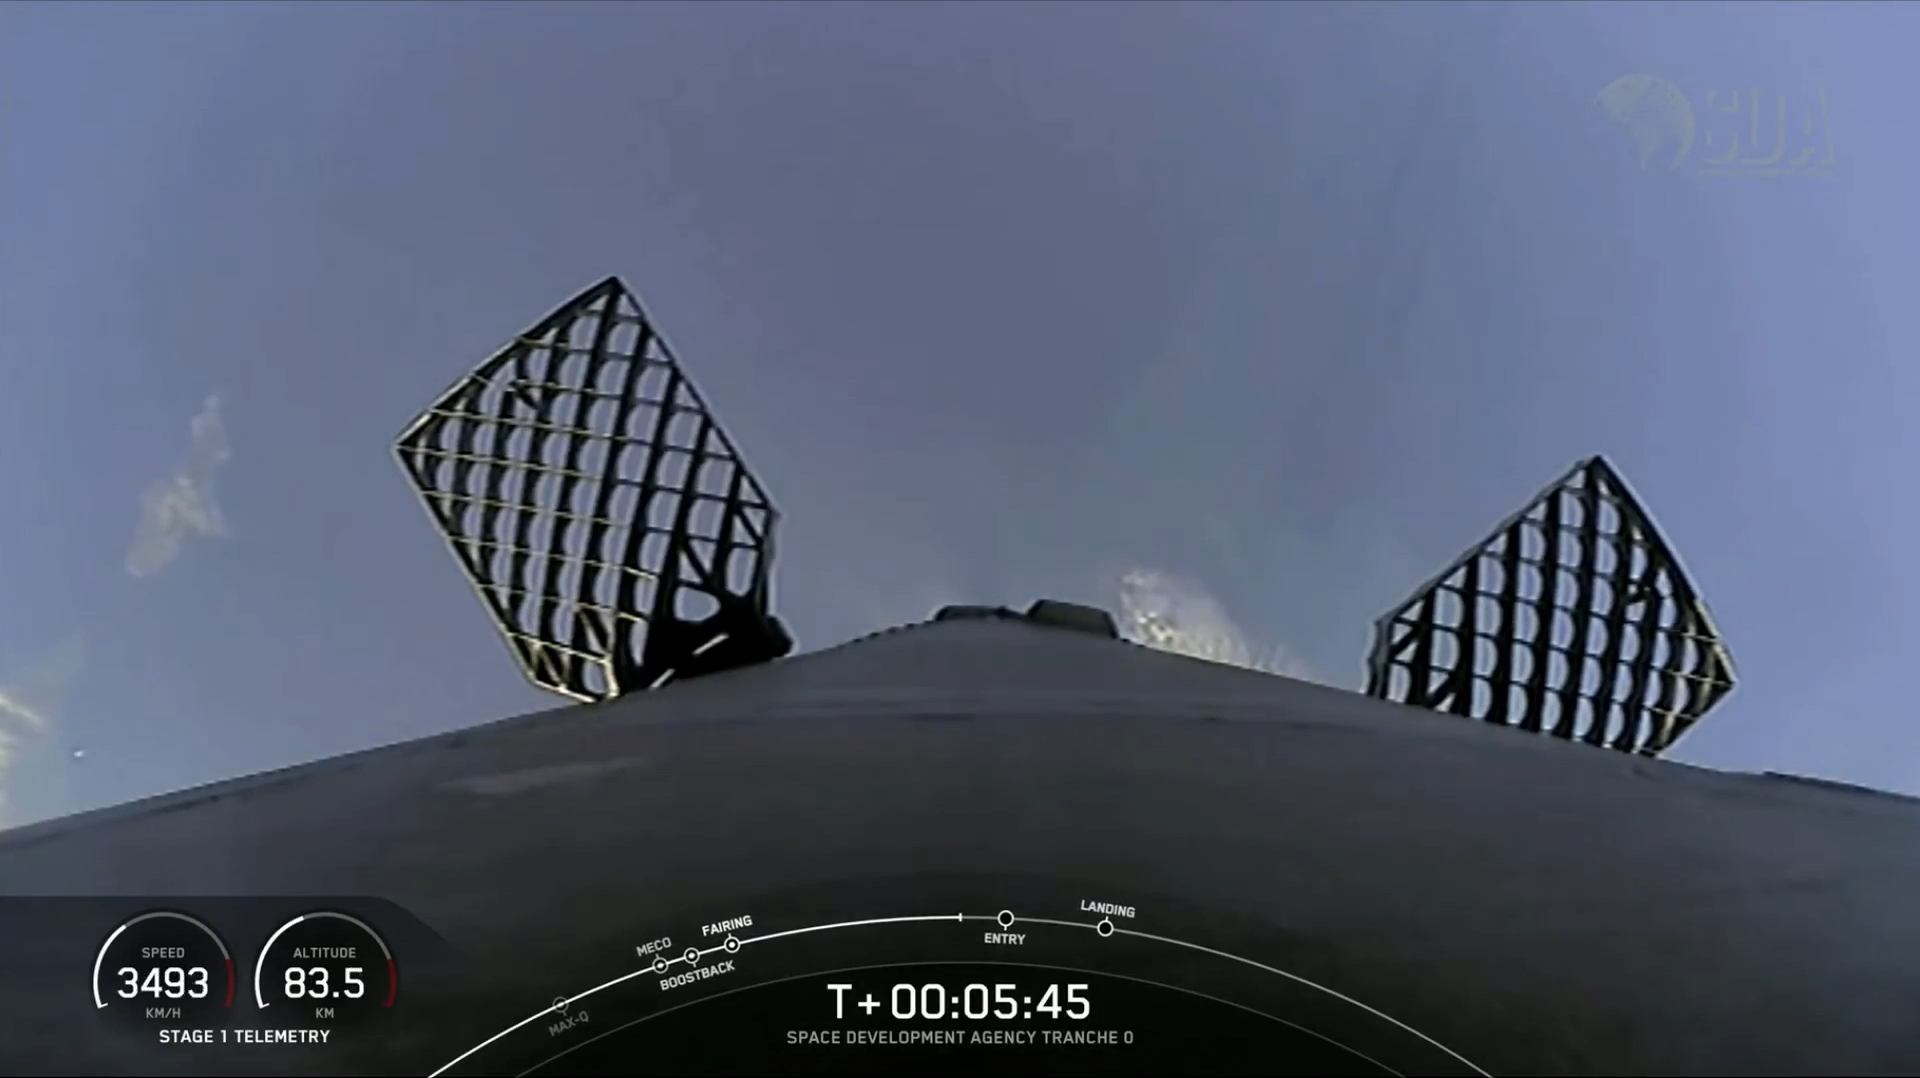 SDA
SPEED
3493
KM/H
ALTITUDE
83.5
KM
STAGE 1 TELEMETRY
MAX-Q
MECO
BOOSTBACK
FAIRING
ENTRY
LANDING
T+ 00:05:45
SPACE DEVELOPMENT AGENCY TRANCHE 0